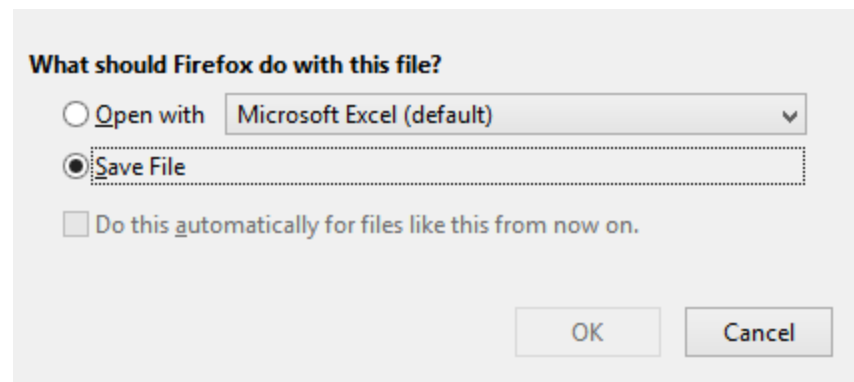 What should Firefox do with this file?
Open with Microsoft Excel (default)
Save File
Do this automatically for files like this from now on.
OK Cancel